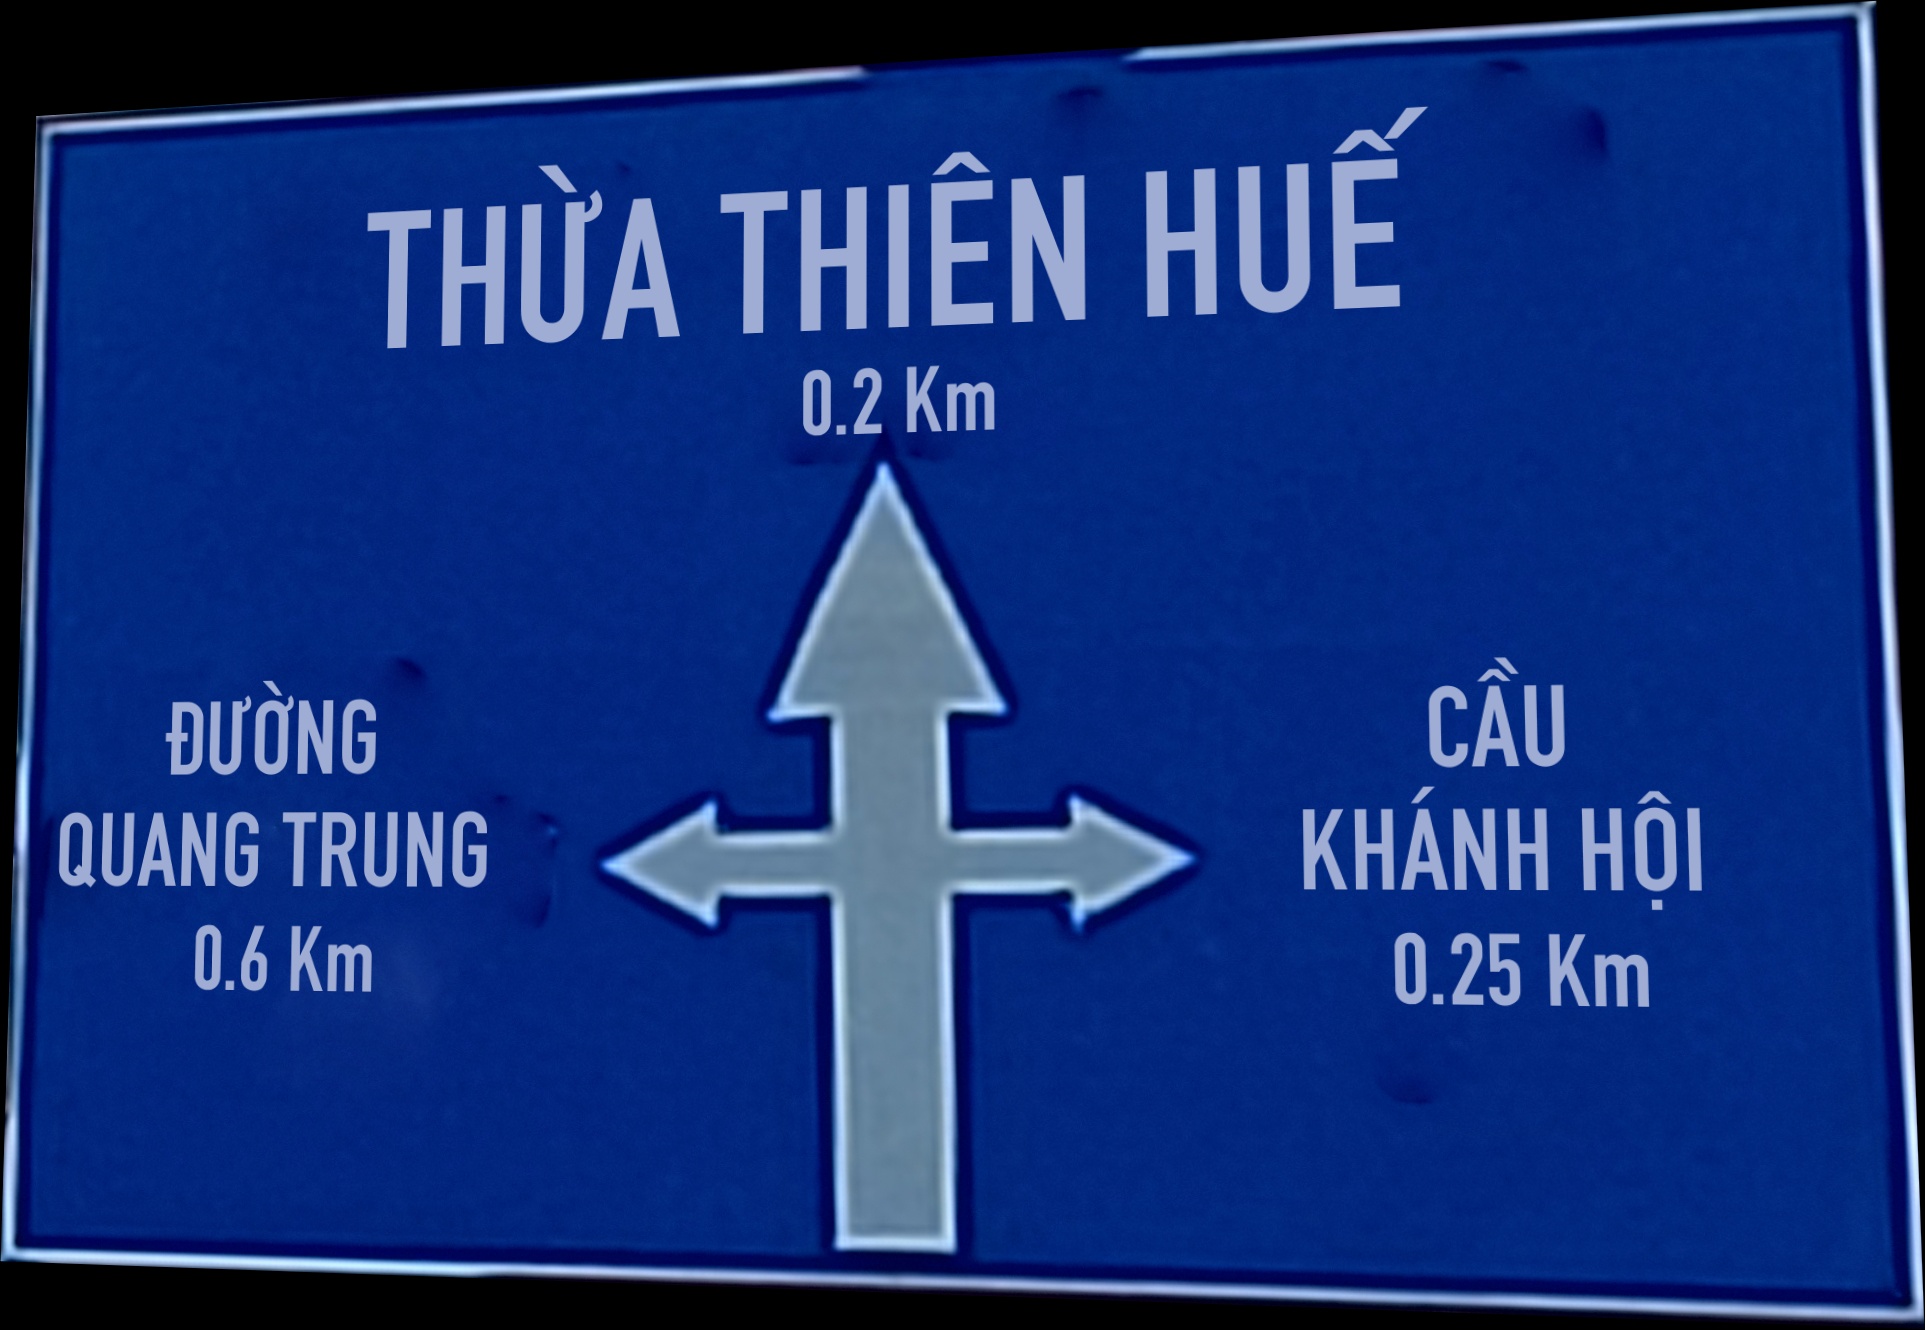 THỪA THIÊN HUẾ
0.2 Km
ĐƯỜNG
QUANG TRUNG
0.6 Km
CẦU
KHÁNH HỘI
0.25 Km